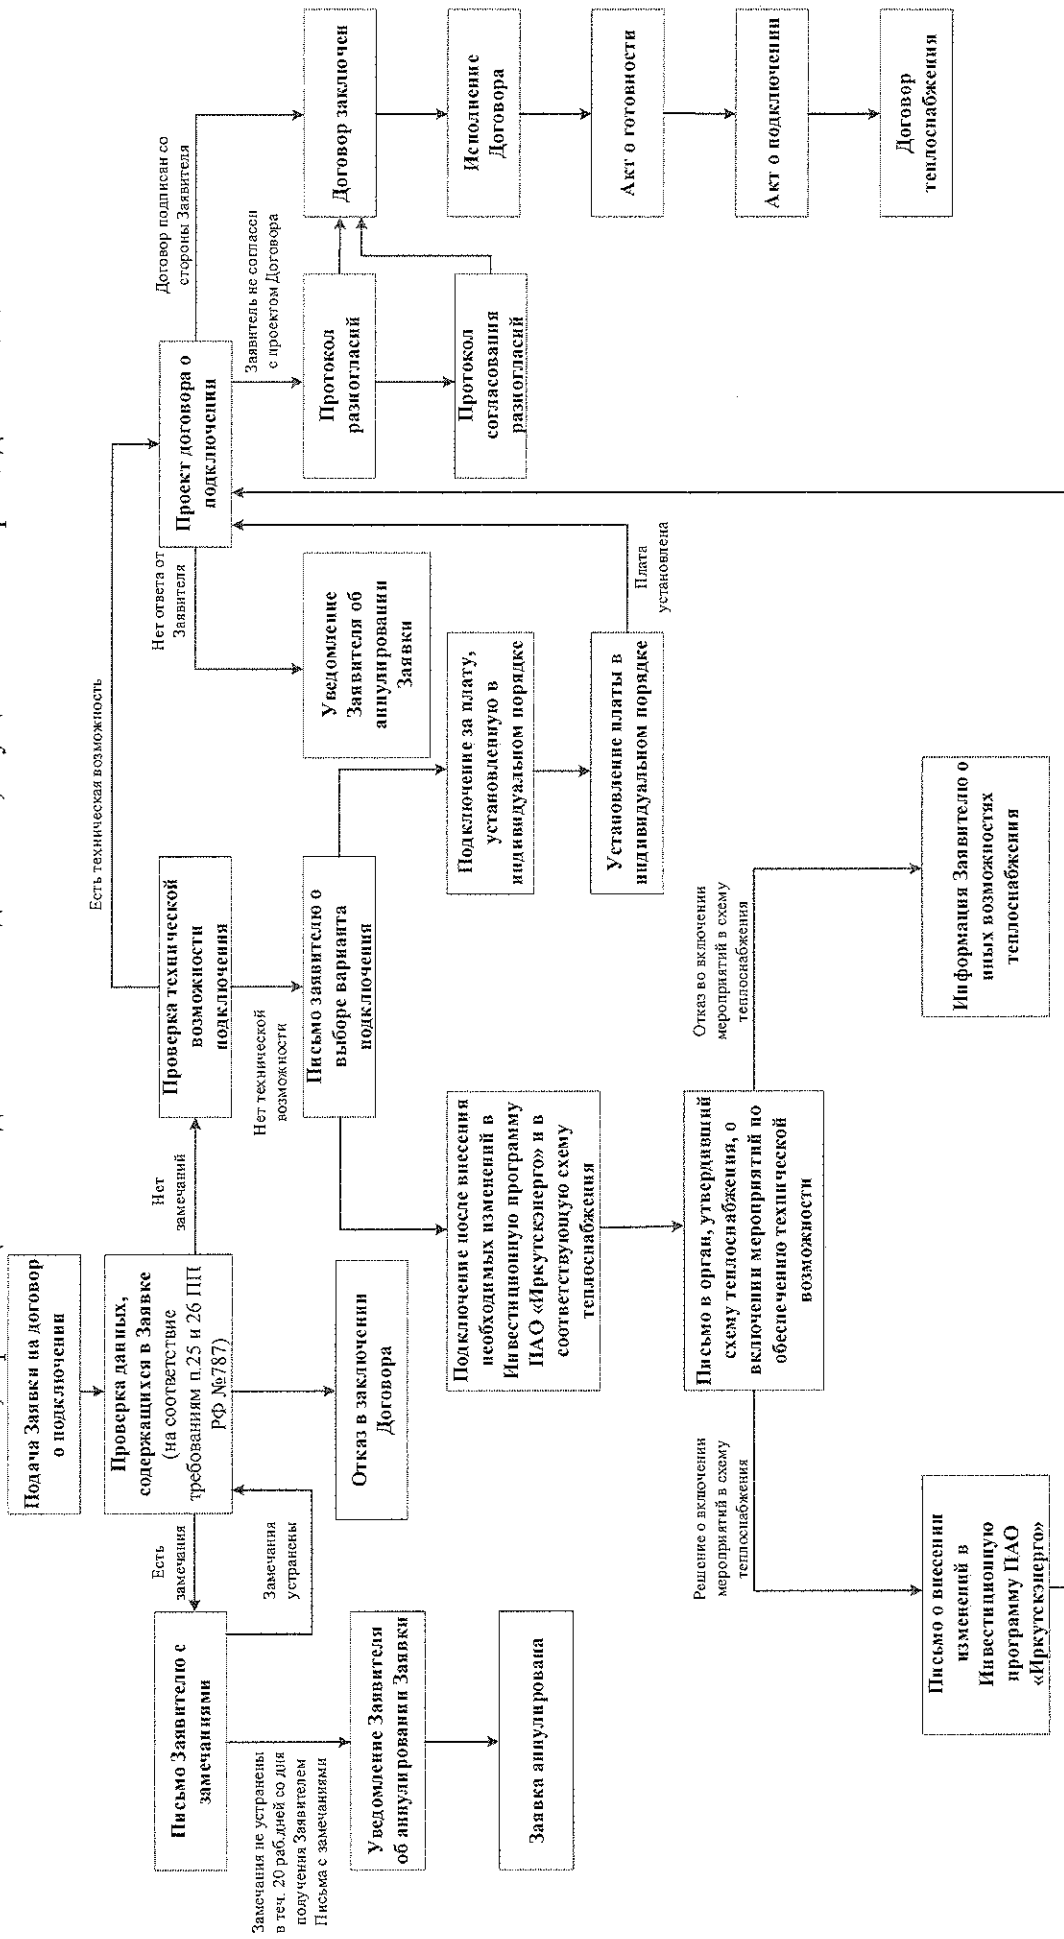 Подача Заявки на договор
о подключении
Проверка данных,
содержащихся в Заявке
(на соответствие
требованиям п.25 и 26 ПП
РФ №787)
Есть
замечания
Нет
замечаний
Письмо Заявителю с
замечаниями
Замечания
устранены
Замечания не устранены
в теч. 20 раб.дней со дня
получения Заявителем
Письма с замечаниями
Уведомление Заявителя
об аннулировании Заявки
Заявка аннулирована
Отказ в заключении
Договора
Проверка технической
возможности
подключения
Есть техническая возможность
Нет технической
возможности
Письмо заявителю о
выборе варианта
подключения
Подключение после внесения
необходимых изменений в
Инвестиционную программу
ПАО «Иркутскэнерго» и в
соответствующую схему
теплоснабжения
Письмо в орган, утвердивший
схему теплоснабжения, о
включении мероприятий по
обеспечению технической
возможности
Решение о включении
мероприятий в схему
теплоснабжения
Отказ во включении
мероприятий в схему
теплоснабжения
Письмо о внесении
изменений в
Инвестиционную
программу ПАО
«Иркутскэнерго»
Информация Заявителю о
иных возможностях
теплоснабжения
Подключение за плату,
установленную в
индивидуальном порядке
Установление платы в
индивидуальном порядке
Плата
установлена
Проект договора о
подключении
Нет ответа от
Заявителя
Уведомление
Заявителя об
аннулировании
Заявки
Договор подписан со
стороны Заявителя
Заявитель не согласен
с проектом Договора
Протокол
разногласий
Протокол
согласования
разногласий
Договор заключен
Исполнение
Договора
Акт о готовности
Акт о подключении
Договор
теплоснабжения